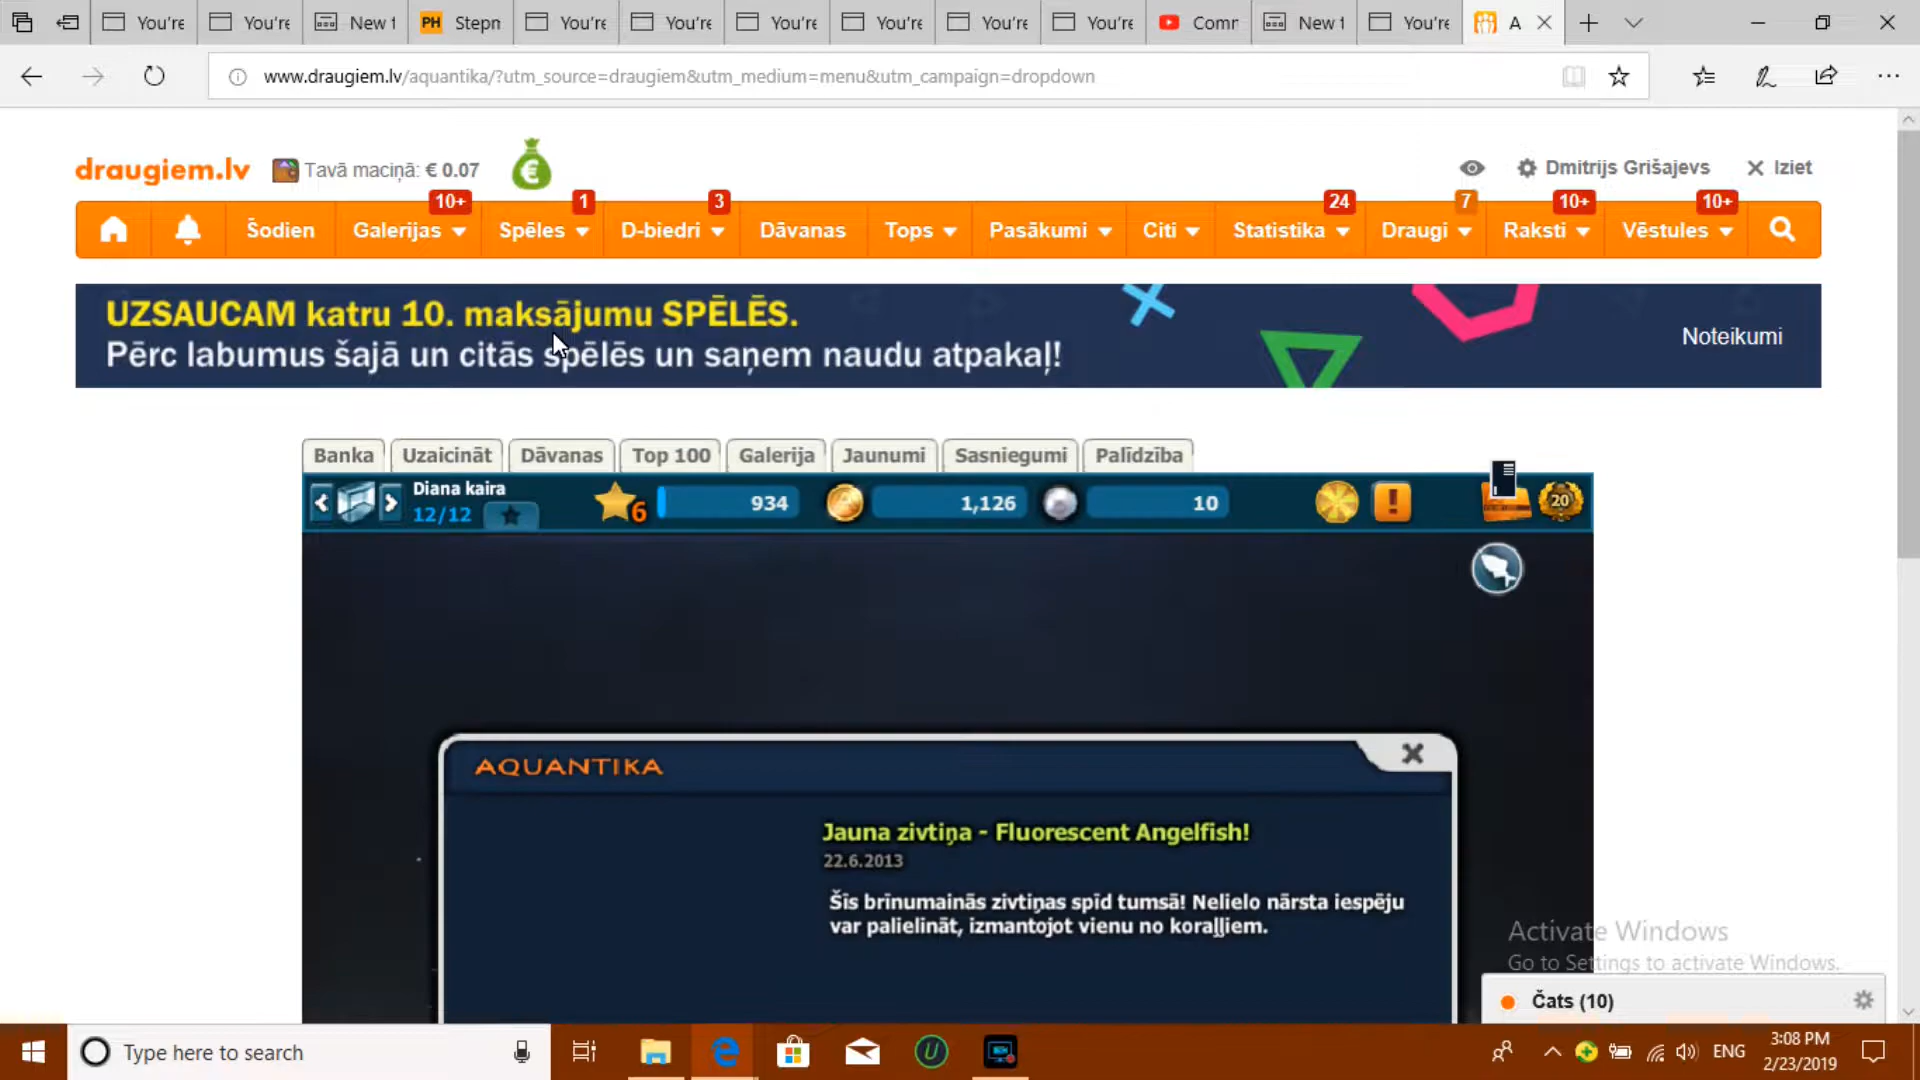 You're
You're
New t
PH Stepn
You're
You're
You're
You're
You're
You're
Comr
New t
You're
A
www.draugiem.lv/aquantika/?utm_source=draugiem&utm_medium=menu&utm_campaign=dropdown
draugiem.lv
Tavā maciņā: € 0.07
Dmitrijs Grišajevs
Iziet
10+ 1 3 24 7 10+ 10+
Šodien Galerijas Spēles D-biedri Dāvanas Tops Pasākumi Citi Statistika Draugi Raksti Vēstules
UZSAUCAM katru 10. maksājumu SPĒLĒS.
Pērc labumus šajā un citās spēlēs un saņem naudu atpakaļ!
Noteikumi
Banka Uzaicināt Dāvanas Top 100 Galerija Jaunumi Sasniegumi Palīdzība
Diana kaira
12/12
6 934 1,126 10 20
AQUANTIKA
Jauna zivtiņa - Fluorescent Angelfish!
22.6.2013
Šīs brīnumainās zivtiņas spīd tumsā! Nelielo nārsta iespēju
var palielināt, izmantojot vienu no koraļļiem.
Activate Windows
Go to Settings to activate Windows.
Čats (10)
Type here to search
ENG
3:08 PM
2/23/2019